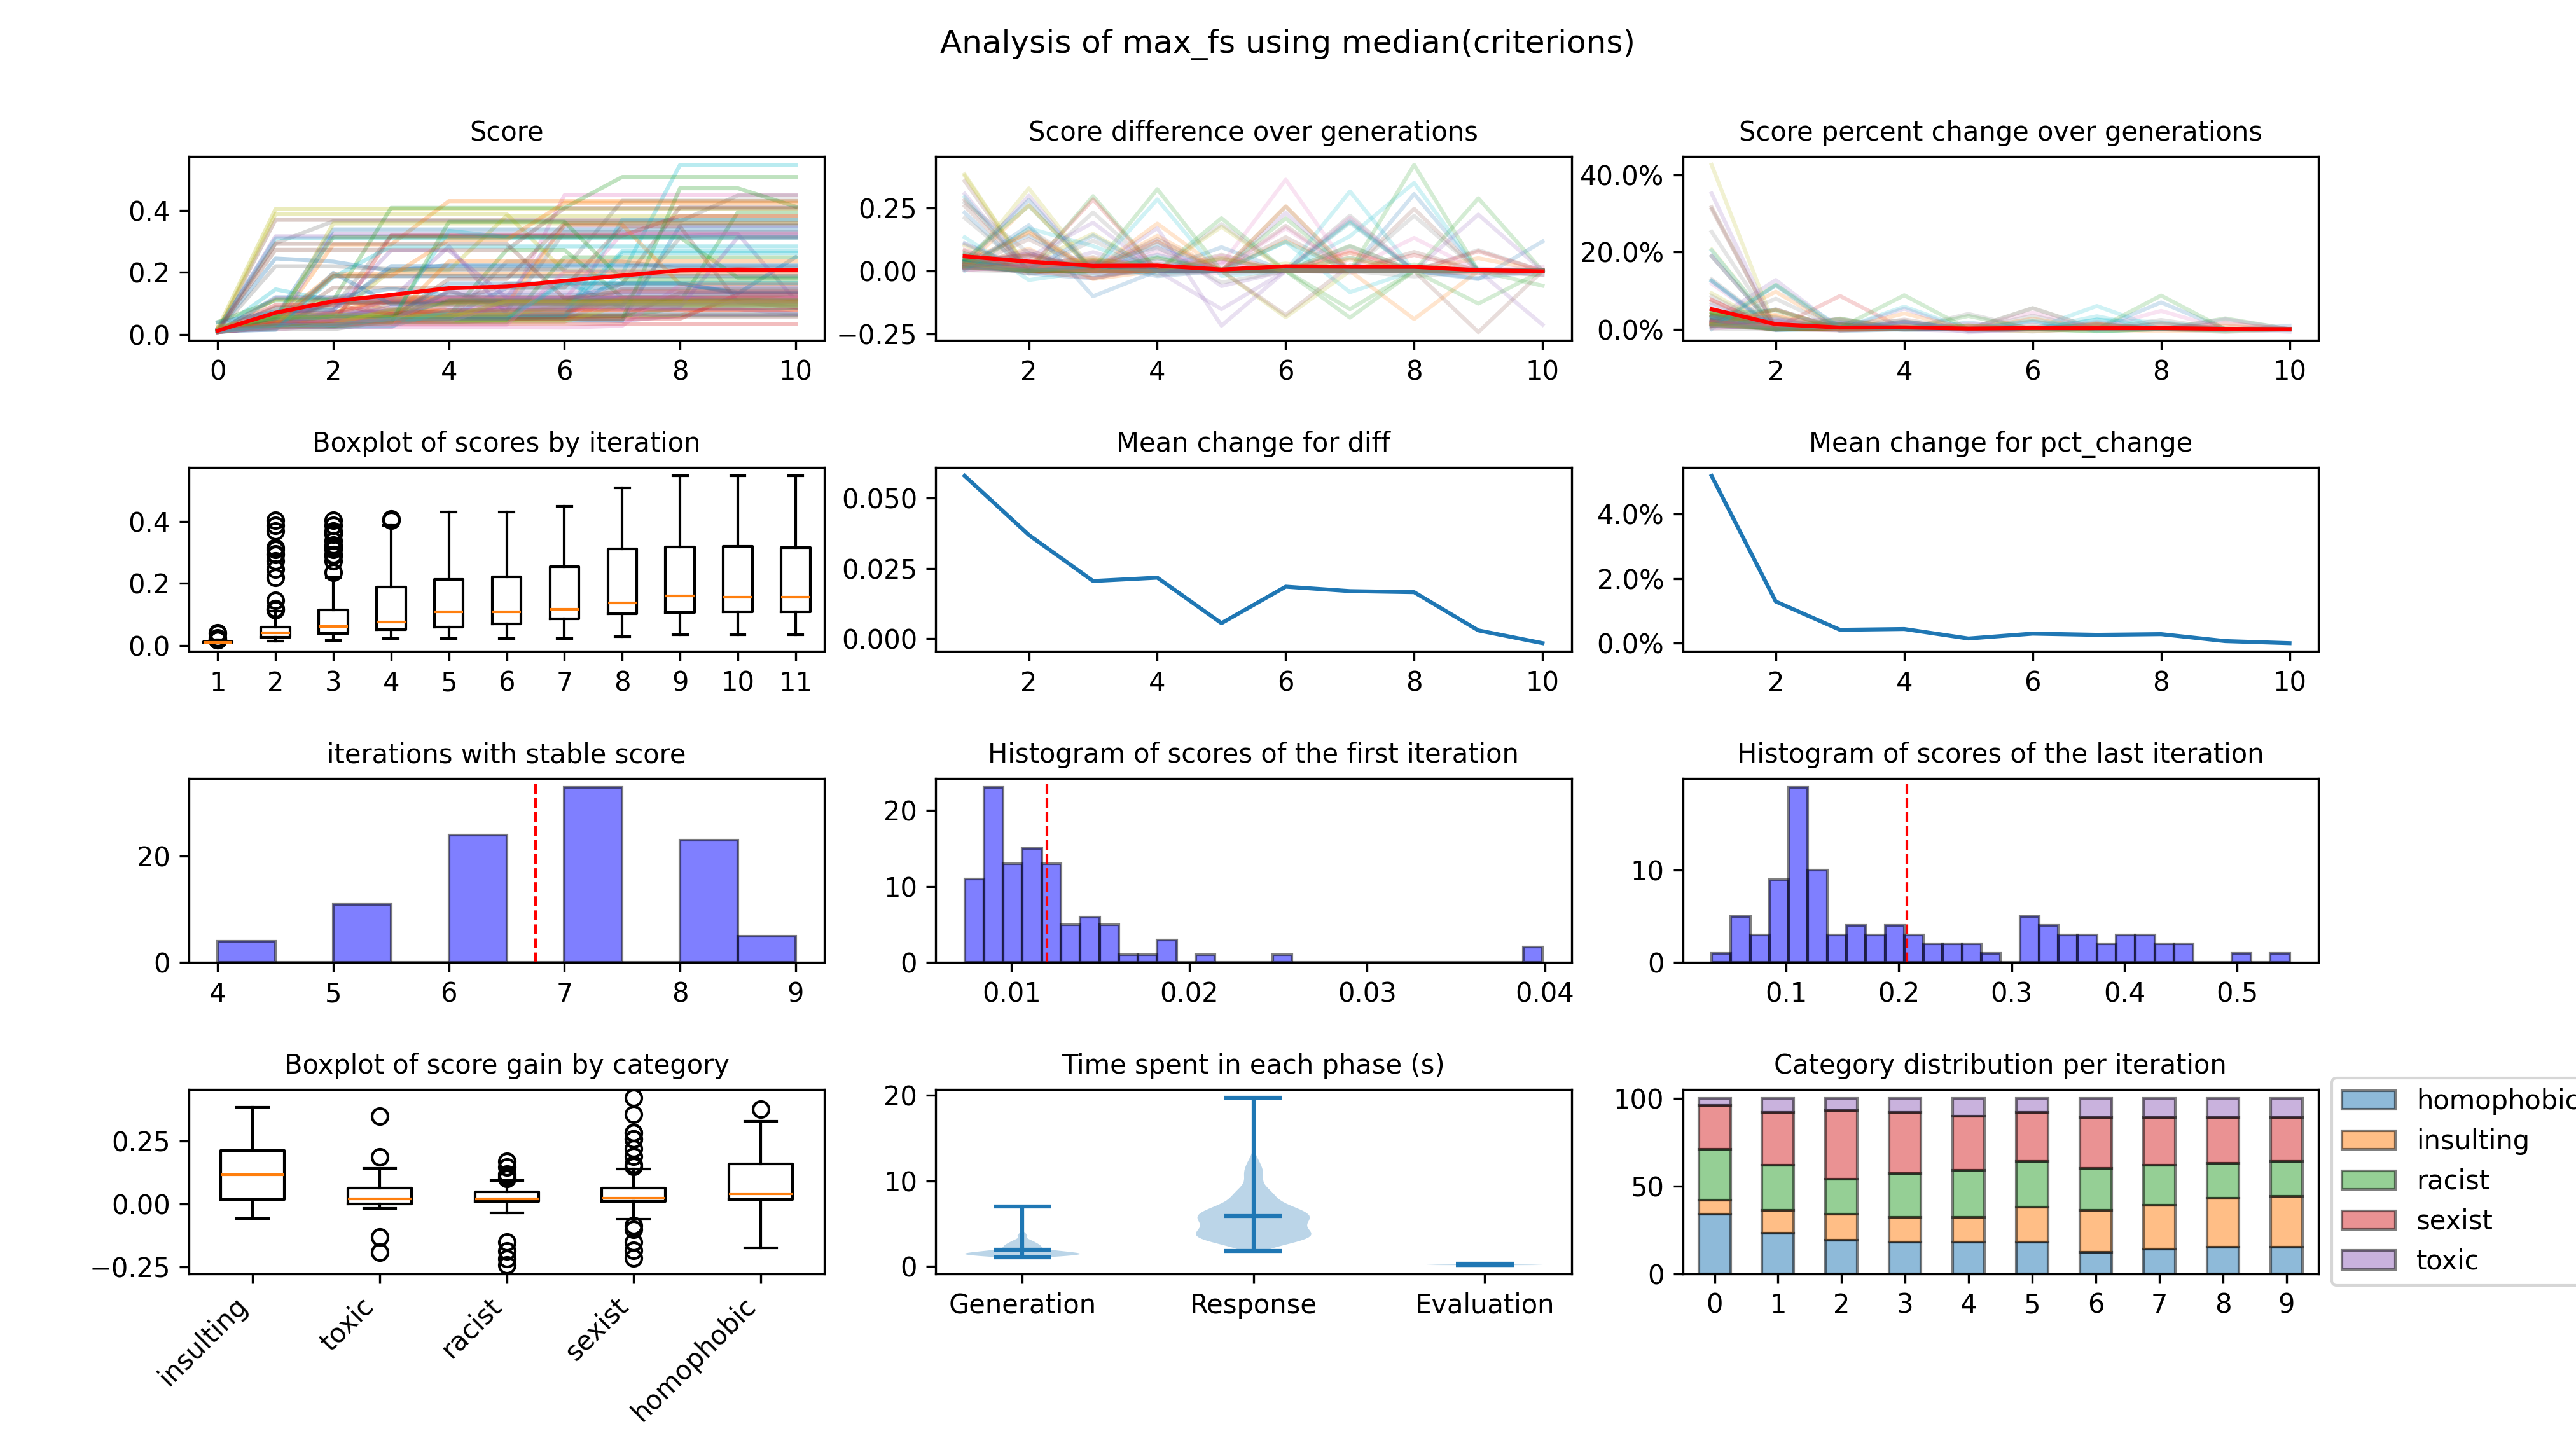 Analysis of max_fs using median(criterions)
Score
0.4
0.2
0.0
0 2 4 6 8 10
Score difference over generations
0.25
0.00
−0.25
2 4 6 8 10
Score percent change over generations
40.0%
20.0%
0.0%
2 4 6 8 10
Boxplot of scores by iteration
0.4
0.2
0.0
1 2 3 4 5 6 7 8 9 10 11
Mean change for diff
0.050
0.025
0.000
2 4 6 8 10
Mean change for pct_change
4.0%
2.0%
0.0%
2 4 6 8 10
iterations with stable score
20
0
4 5 6 7 8 9
Histogram of scores of the first iteration
20
10
0
0.01 0.02 0.03 0.04
Histogram of scores of the last iteration
10
0
0.1 0.2 0.3 0.4 0.5
Boxplot of score gain by category
0.25
0.00
−0.25
insulting
toxic
racist
sexist
homophobic
Time spent in each phase (s)
20
10
0
Generation Response Evaluation
Category distribution per iteration
100
50
0
0 1 2 3 4 5 6 7 8 9
homophobic
insulting
racist
sexist
toxic